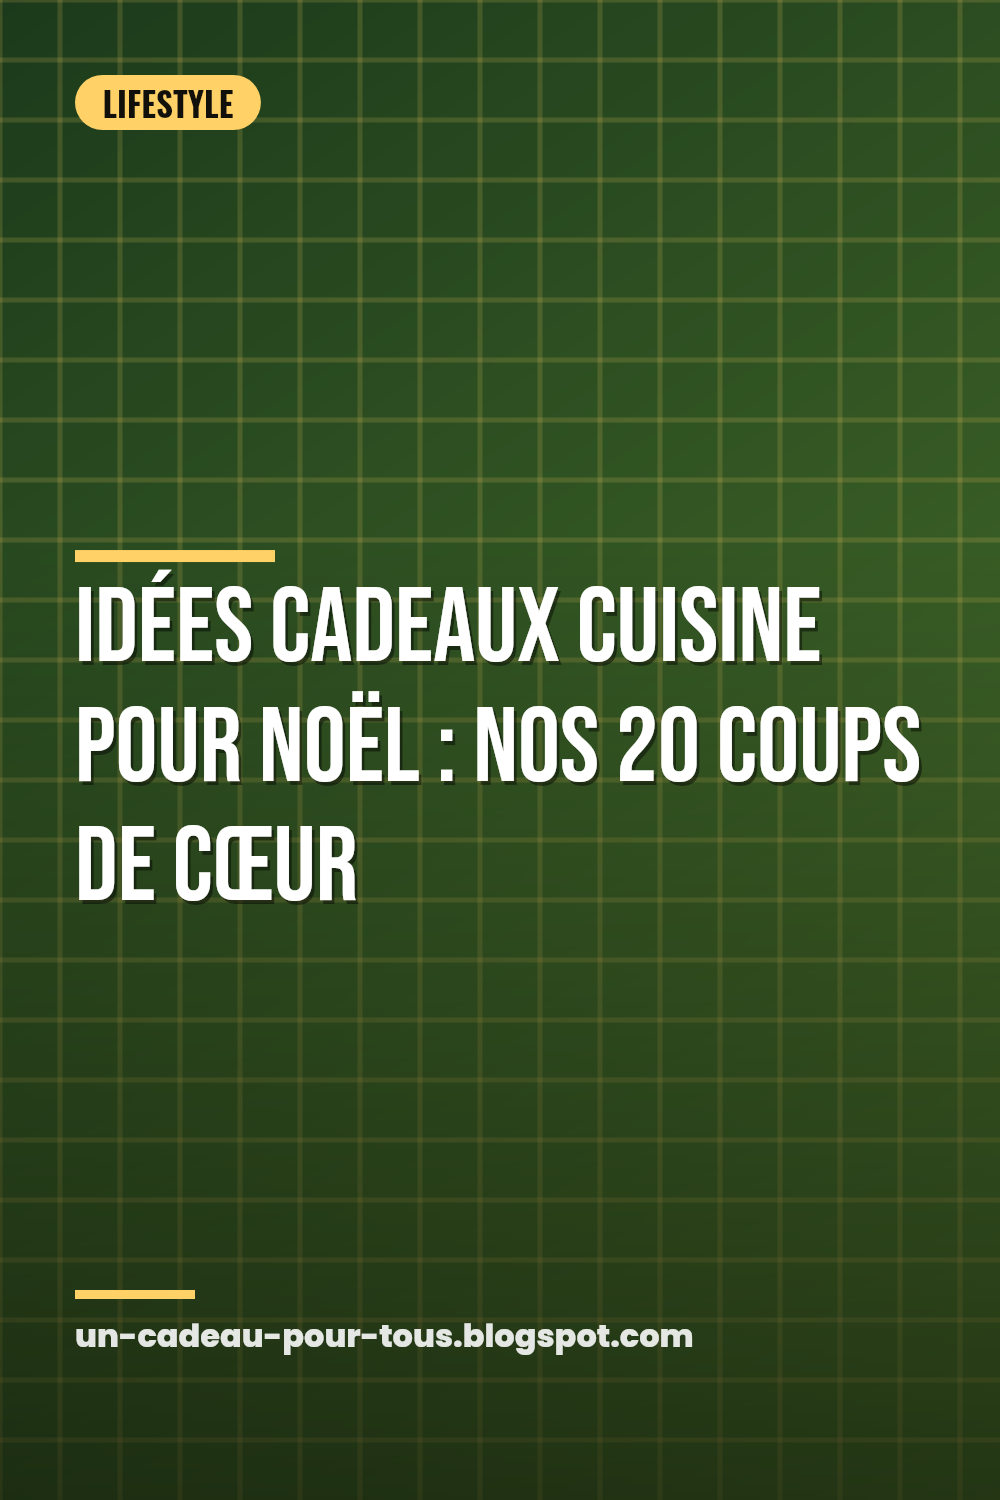 LIFESTYLE
IDÉES CADEAUX CUISINE
POUR NOËL : NOS 20 COUPS
DE CŒUR
un-cadeau-pour-tous.blogspot.com